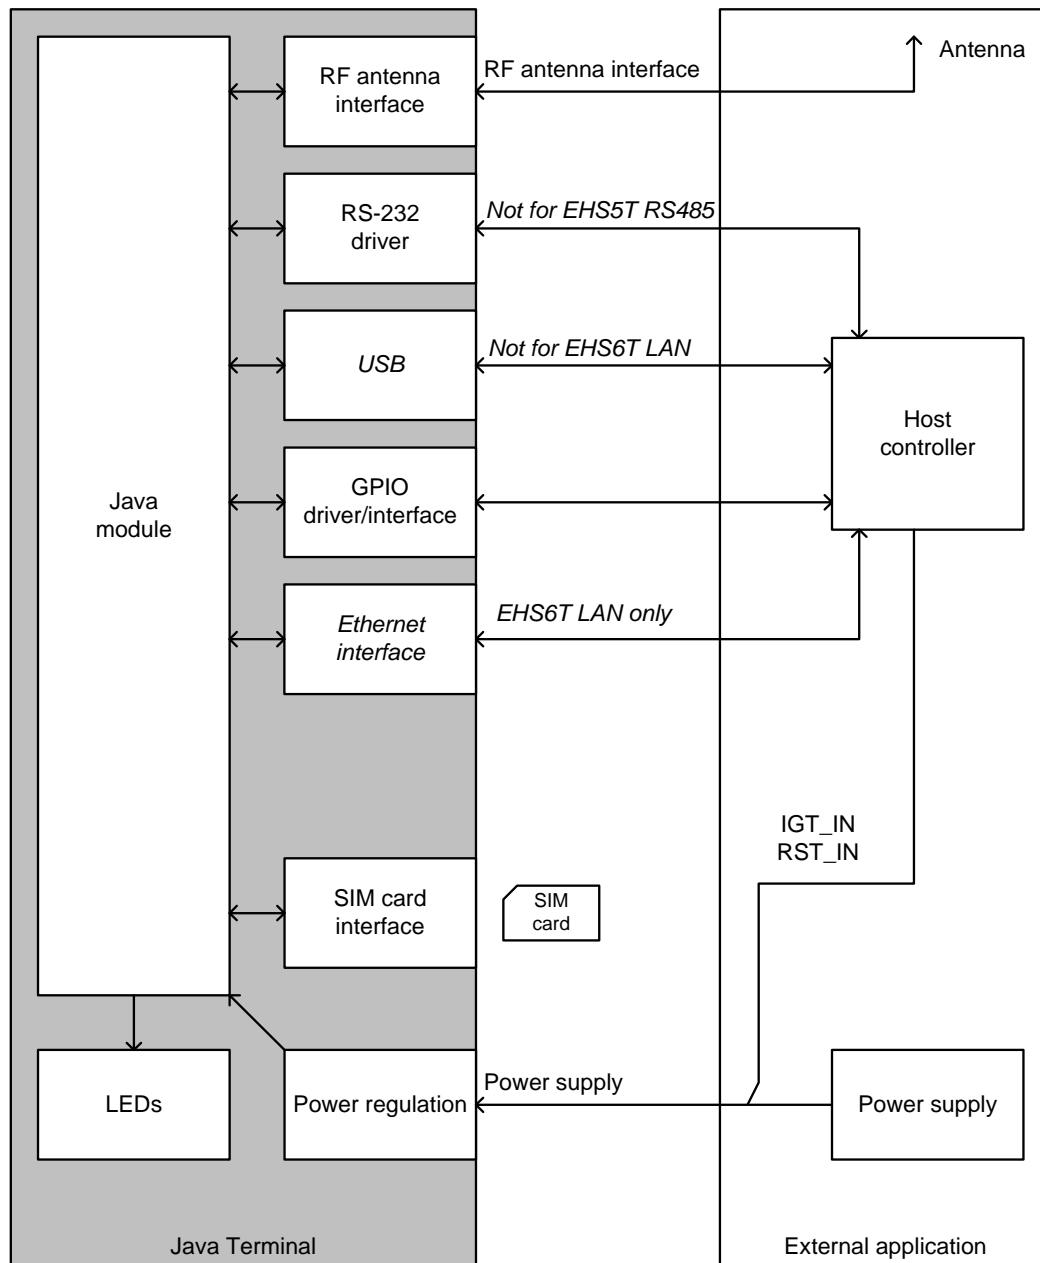 RF antenna
interface
RF antenna interface
Antenna
RS-232
driver
Not for EHS5T RS485
USB
Not for EHS6T LAN
Host
controller
Java
module
GPIO
driver/interface
Ethernet
interface
EHS6T LAN only
IGT_IN
RST_IN
SIM card
interface
SIM
card
LEDs
Power regulation
Power supply
Power supply
Java Terminal
External application